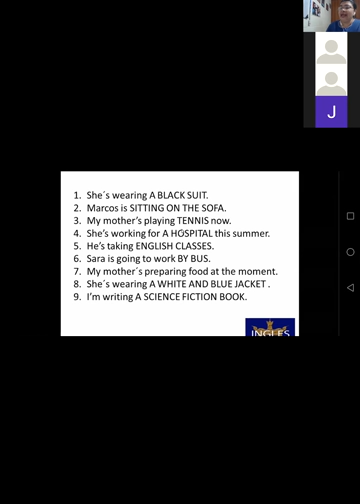 J
1. She´s wearing A BLACK SUIT.
2. Marcos is SITTING ON THE SOFA.
3. My mother's playing TENNIS now.
4. She's working for A HOSPITAL this summer.
5. He's taking ENGLISH CLASSES.
6. Sara is going to work BY BUS.
7. My mother´s preparing food at the moment.
8. She´s wearing A WHITE AND BLUE JACKET .
9. I'm writing A SCIENCE FICTION BOOK.
INGLES